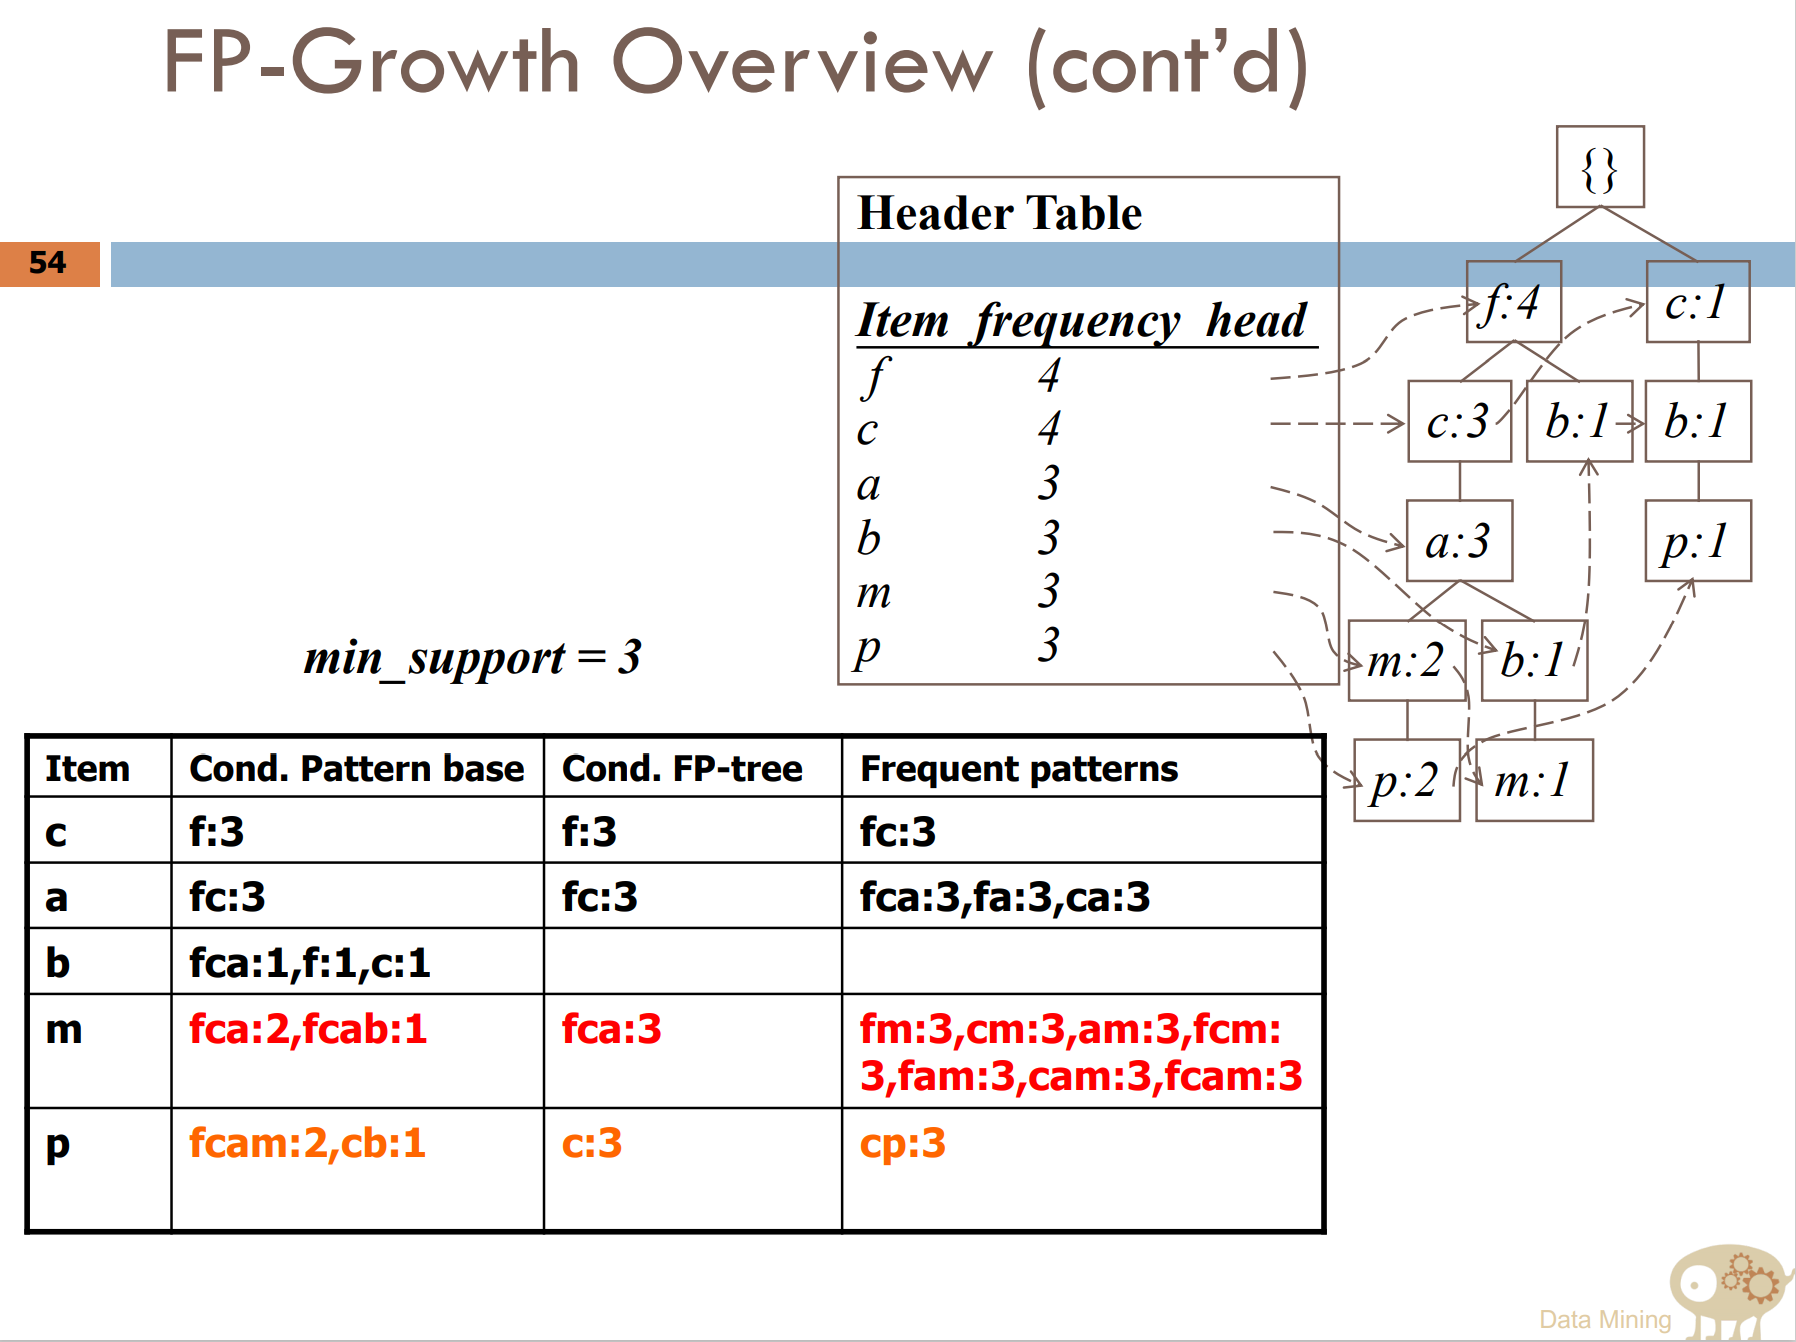 FP-Growth Overview (cont’d)
54
Header Table
Item frequency head
f 4
c 4
a 3
b 3
m 3
p 3
{}
f:4 c:1
c:3 b:1 b:1
a:3 p:1
m:2 b:1
p:2 m:1
min_support = 3
Item Cond. Pattern base Cond. FP-tree Frequent patterns
c f:3 f:3 fc:3
a fc:3 fc:3 fca:3,fa:3,ca:3
b fca:1,f:1,c:1
m fca:2,fcab:1 fca:3 fm:3,cm:3,am:3,fcm:
3,fam:3,cam:3,fcam:3
p fcam:2,cb:1 c:3 cp:3
Data Mining